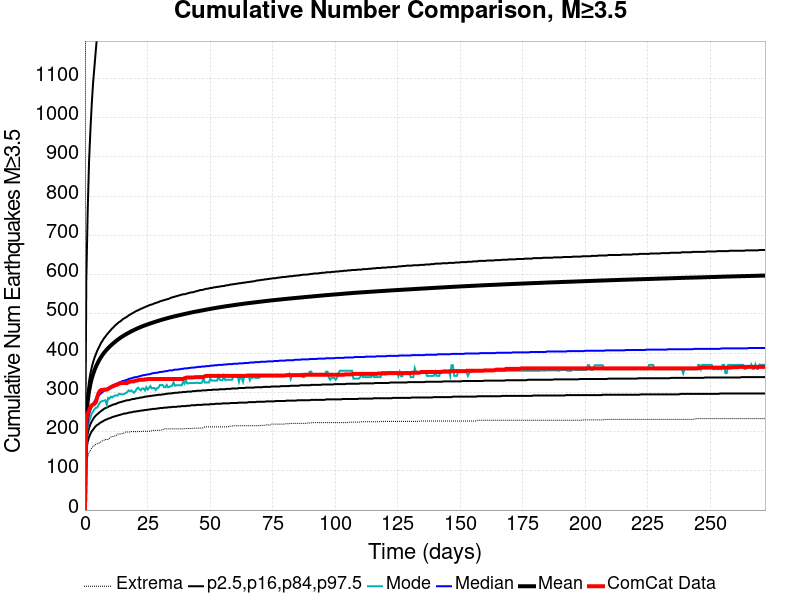 Cumulative Number Comparison, M≥3.5
Cumulative Num Earthquakes M≥3.5
1100
1000
900
800
700
600
500
400
300
200
100
0
0 25 50 75 100 125 150 175 200 225 250
Time (days)
Extrema p2.5,p16,p84,p97.5 Mode Median Mean ComCat Data